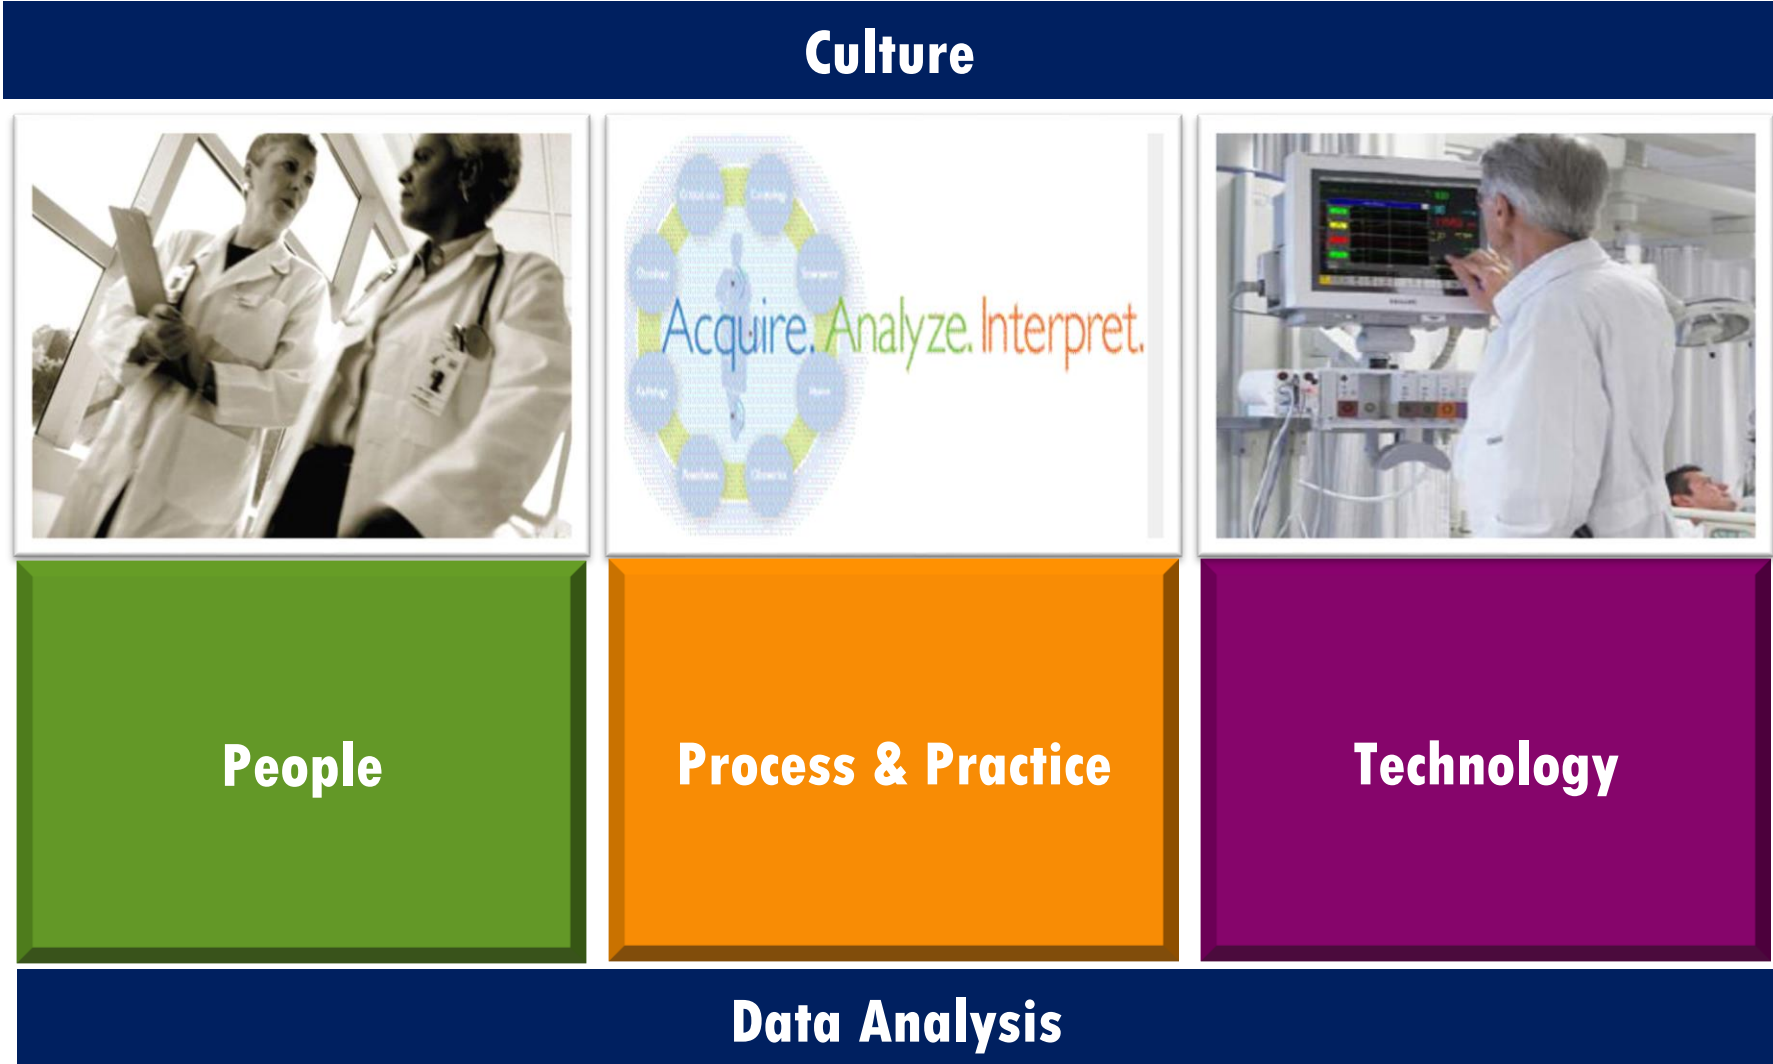 Culture
Acquire. Analyze. Interpret.
People
Process & Practice
Technology
Data Analysis